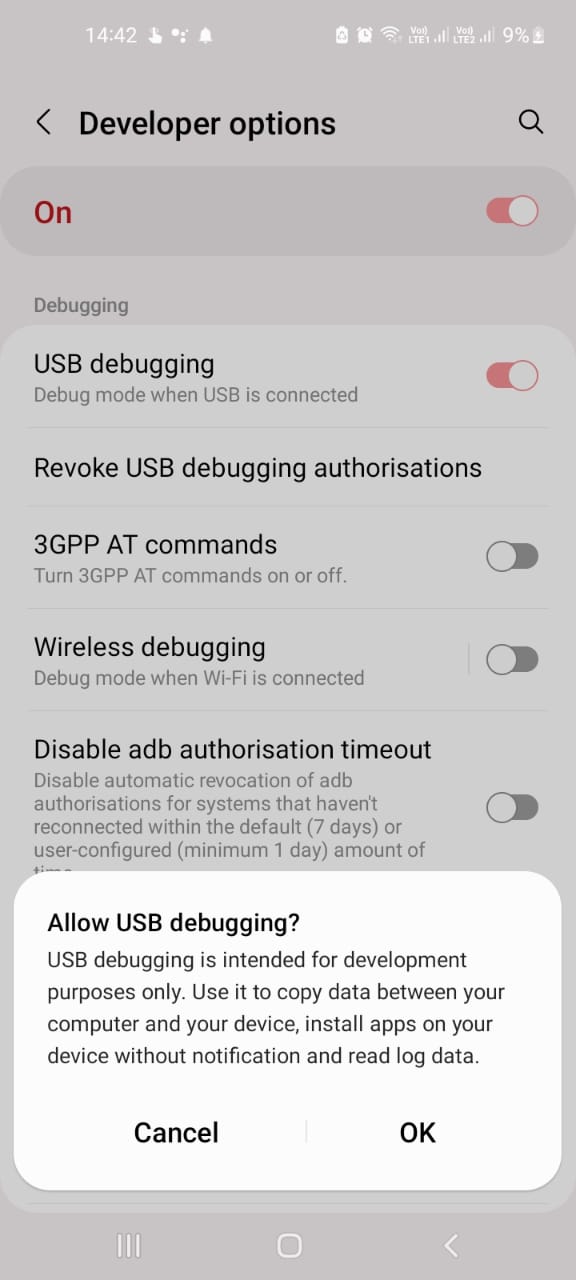 14:42
Vo) LTE1 Vo) LTE2 9%
Developer options
On
Debugging
USB debugging
Debug mode when USB is connected
Revoke USB debugging authorisations
3GPP AT commands
Turn 3GPP AT commands on or off.
Wireless debugging
Debug mode when Wi-Fi is connected
Disable adb authorisation timeout
Disable automatic revocation of adb
authorisations for systems that haven't
reconnected within the default (7 days) or
user-configured (minimum 1 day) amount of
time
Allow USB debugging?
USB debugging is intended for development
purposes only. Use it to copy data between your
computer and your device, install apps on your
device without notification and read log data.
Cancel
OK